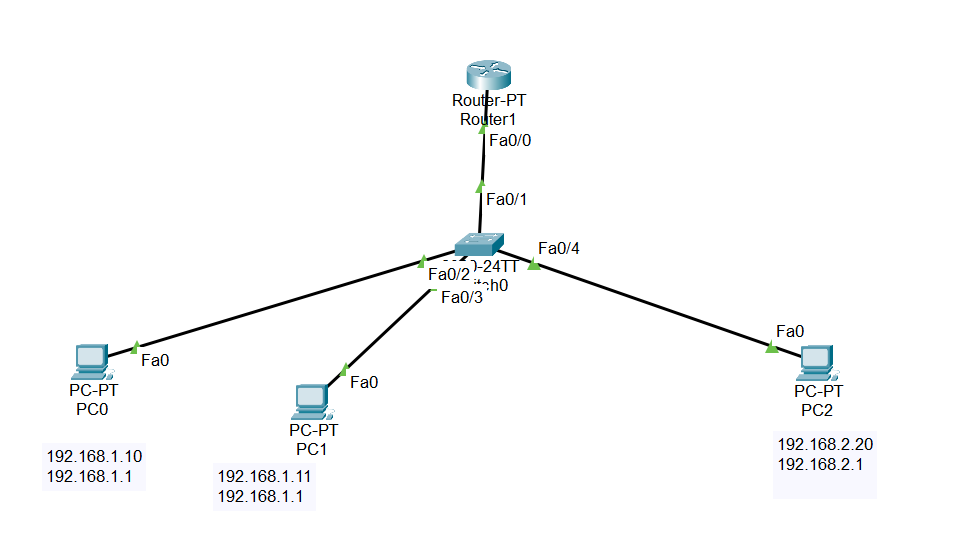 Router-PT
Router1
Fa0/0
Fa0/1
Fa0/4
-24TT
Fa0/2
Fa0/3
Fa0
PC-PT
PC0
192.168.1.10
192.168.1.1
Fa0
PC-PT
PC1
192.168.1.11
192.168.1.1
Fa0
PC-PT
PC2
192.168.2.20
192.168.2.1